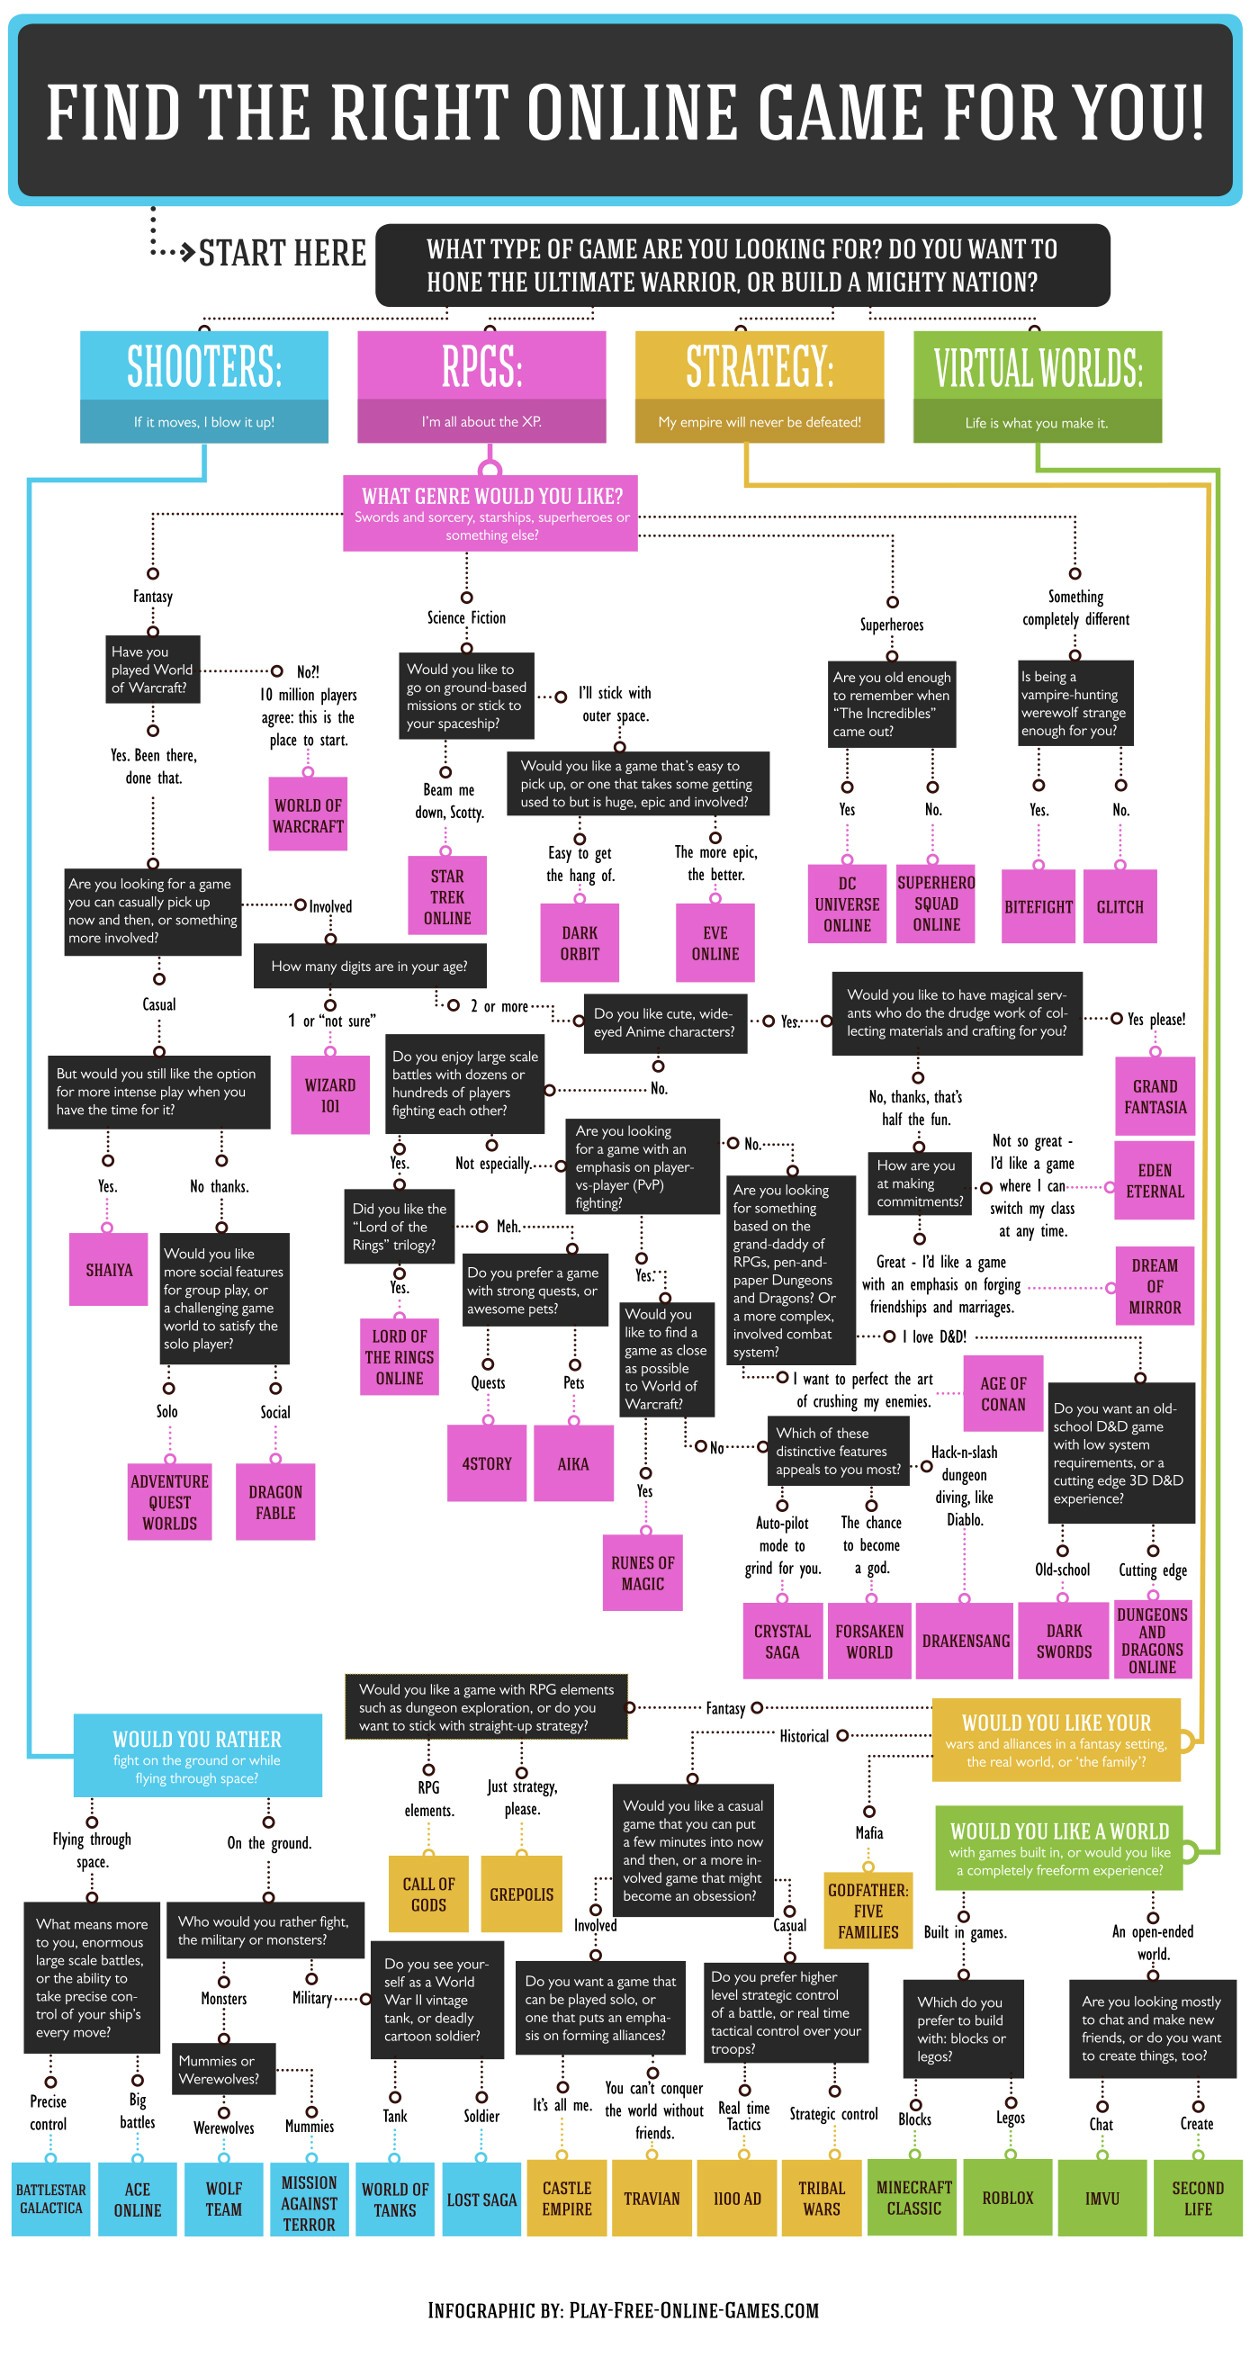 FIND THE RIGHT ONLINE GAME FOR YOU!
START HERE
WHAT TYPE OF GAME ARE YOU LOOKING FOR? DO YOU WANT TO
HONE THE ULTIMATE WARRIOR, OR BUILD A MIGHTY NATION?
SHOOTERS:
If it moves, I blow it up!
RPGS:
I'm all about the XP.
STRATEGY:
My empire will never be defeated!
VIRTUAL WORLDS:
Life is what you make it.
WHAT GENRE WOULD YOU LIKE?
Swords and sorcery, starships, superheroes or
something else?
Fantasy
Have you
played World
of Warcraft?
No?!
10 million players
agree: this is the
place to start.
WORLD OF
WARCRAFT
Yes. Been there,
done that.
Science Fiction
Would you like to
go on ground-based
missions or stick to
your spaceship?
I'll stick with
outer space.
Beam me
down, Scotty.
STAR
TREK
ONLINE
Would you like a game that's easy to
pick up, or one that takes some getting
used to but is huge, epic and involved?
Easy to get
the hang of.
DARK
ORBIT
The more epic,
the better.
EVE
ONLINE
Superheroes
Are you old enough
to remember when
"The Incredibles"
came out?
Yes
DC
UNIVERSE
ONLINE
No.
SUPERHERO
SQUAD
ONLINE
Something
completely different
Is being a
vampire-hunting
werewolf strange
enough for you?
Yes.
BITEFIGHT
No.
GLITCH
Are you looking for a game
you can casually pick up
now and then, or something
more involved?
Involved
How many digits are in your age?
1 or "not sure"
WIZARD
101
2 or more
Casual
But would you still like the option
for more intense play when you
have the time for it?
Yes.
SHAIYA
No thanks.
Would you like
more social features
for group play, or
a challenging game
world to satisfy the
solo player?
Solo
ADVENTURE
QUEST
WORLDS
Social
DRAGON
FABLE
Do you like cute, wide-
eyed Anime characters?
Yes.
Would you like to have magical serv-
ants who do the drudge work of col-
lecting materials and crafting for you?
Yes please!
GRAND
FANTASIA
No, thanks, that's
half the fun.
How are you
at making
commitments?
Not so great -
I'd like a game
where I can
switch my class
at any time.
EDEN
ETERNAL
Great - I'd like a game
with an emphasis on forging
friendships and marriages.
DREAM
OF
MIRROR
No.
Do you enjoy large scale
battles with dozens or
hundreds of players
fighting each other?
Yes.
Did you like the
"Lord of the
Rings" trilogy?
Yes.
LORD OF
THE RINGS
ONLINE
Meh.
Do you prefer a game
with strong quests, or
awesome pets?
Quests
4STORY
Pets
AIKA
Not especially.
Are you looking
for a game with an
emphasis on player-
vs-player (PvP)
fighting?
Yes.
Would you
like to find a
game as close
as possible
to World of
Warcraft?
Yes
RUNES OF
MAGIC
No
Which of these
distinctive features
appeals to you most?
Auto-pilot
mode to
grind for you.
CRYSTAL
SAGA
The chance
to become
a god.
FORSAKEN
WORLD
Hack-n-slash
dungeon
diving, like
Diablo.
DRAKENSANG
No.
Are you looking
for something
based on the
grand-daddy of
RPGs, pen-and-
paper Dungeons
and Dragons? Or
a more complex,
involved combat
system?
I love D&D!
I want to perfect the art
of crushing my enemies.
AGE OF
CONAN
Do you want an old-
school D&D game
with low system
requirements, or a
cutting edge 3D D&D
experience?
Old-school
DARK
SWORDS
Cutting edge
DUNGEONS
AND
DRAGONS
ONLINE
WOULD YOU LIKE YOUR
wars and alliances in a fantasy setting,
the real world, or 'the family'?
Fantasy
Would you like a game with RPG elements
such as dungeon exploration, or do you
want to stick with straight-up strategy?
RPG
elements.
CALL OF
GODS
Just strategy,
please.
GREPOLIS
Historical
Would you like a casual
game that you can put
a few minutes into now
and then, or a more in-
volved game that might
become an obsession?
Mafia
GODFATHER:
FIVE
FAMILIES
Involved
Do you want a game that
can be played solo, or
one that puts an empha-
sis on forming alliances?
It's all me.
CASTLE
EMPIRE
You can't conquer
the world without
friends.
TRAVIAN
Casual
Do you prefer higher
level strategic control
of a battle, or real time
tactical control over your
troops?
Real time
Tactics
1100 AD
Strategic control
TRIBAL
WARS
WOULD YOU RATHER
fight on the ground or while
flying through space?
Flying through
space.
What means more
to you, enormous
large scale battles,
or the ability to
take precise con-
trol of your ship's
every move?
Precise
control
BATTLESTAR
GALACTICA
Big
battles
ACE
ONLINE
On the ground.
Who would you rather fight,
the military or monsters?
Monsters
Mummies or
Werewolves?
Werewolves
WOLF
TEAM
Mummies
MISSION
AGAINST
TERROR
Military
Do you see your-
self as a World
War II vintage
tank, or deadly
cartoon soldier?
Tank
WORLD OF
TANKS
Soldier
LOST SAGA
WOULD YOU LIKE A WORLD
with games built in, or would you like
a completely freeform experience?
Built in games.
Which do you
prefer to build
with: blocks or
legos?
Blocks
MINECRAFT
CLASSIC
Legos
ROBLOX
An open-ended
world.
Are you looking mostly
to chat and make new
friends, or do you want
to create things, too?
Chat
IMVU
Create
SECOND
LIFE
INFOGRAPHIC BY: PLAY-FREE-ONLINE-GAMES.COM